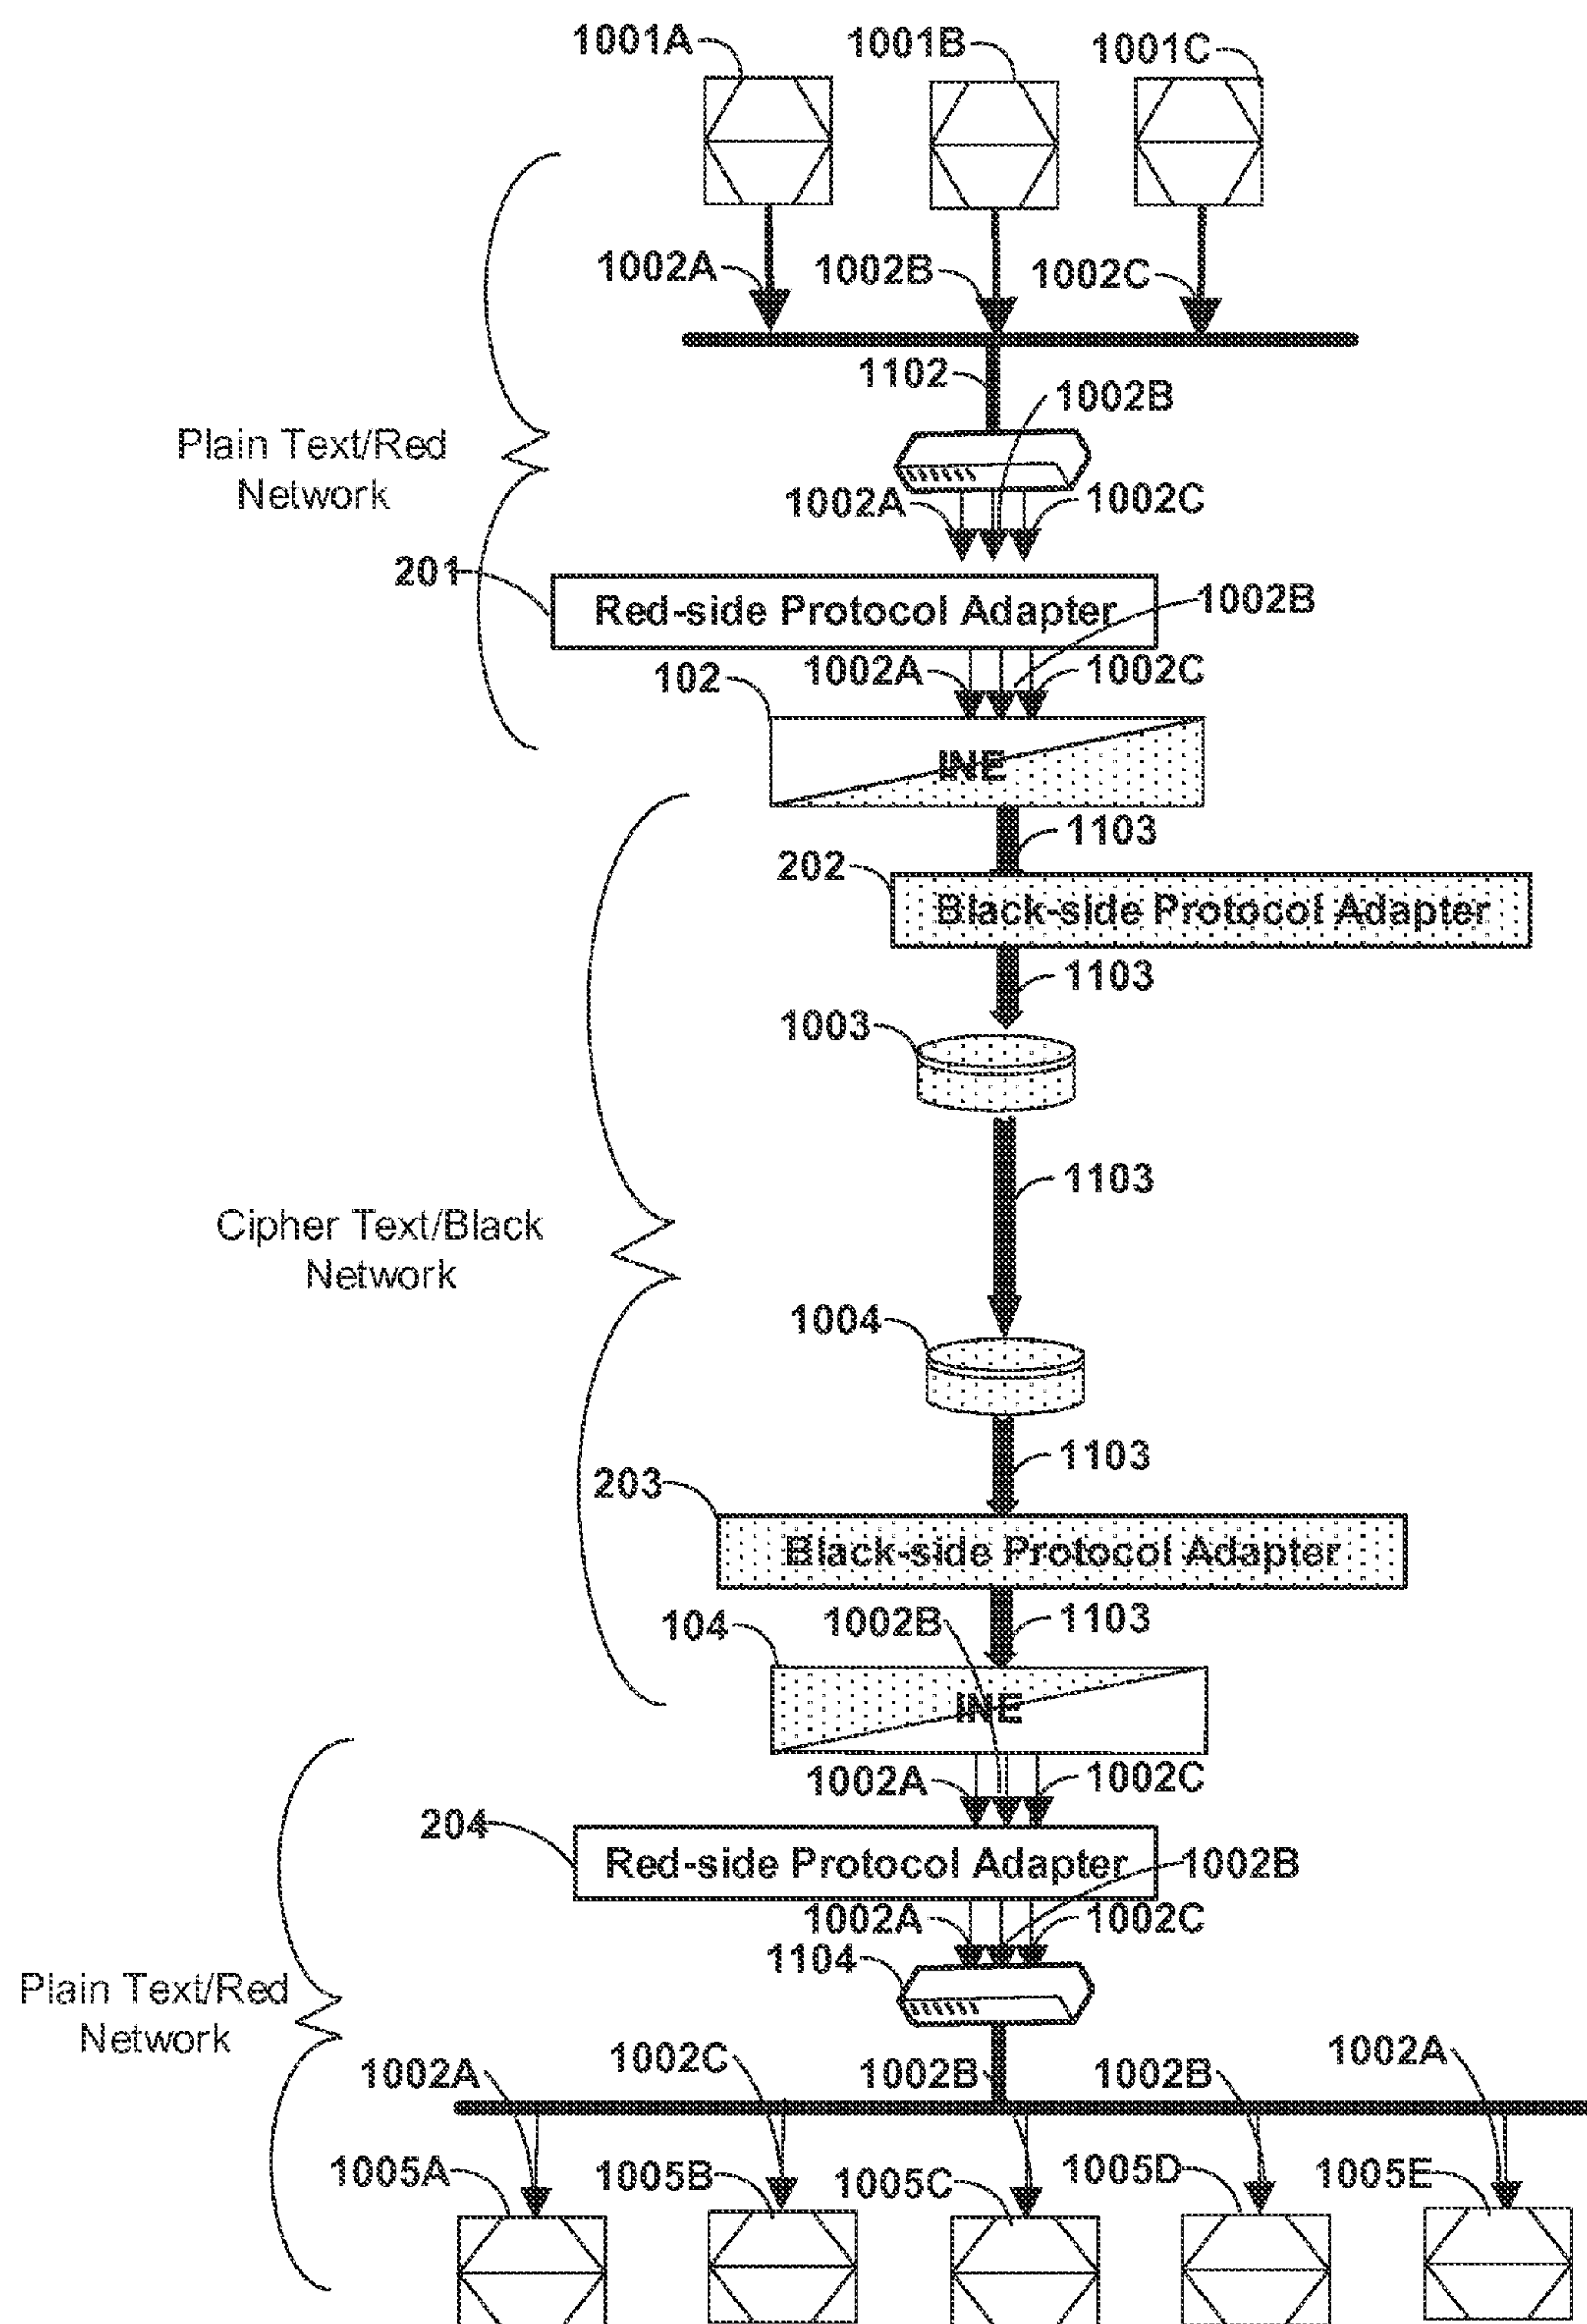 1001A 1001B 1001C
1002A 1002B 1002C
1102
1002B
Plain Text/Red
Network
1002A 1002C
201
Red-side Protocol Adapter
1002B
102
1002A 1002C
INE
1103
202
Black-side Protocol Adapter
1103
1003
1103
Cipher Text/Black
Network
1004
1103
203
Black-side Protocol Adapter
104
1002B
1103
INE
1002A 1002C
204
Red-side Protocol Adapter
1002B
1002A 1002C
1104
Plain Text/Red
Network
1002A 1002C 1002B 1002B 1002A
1005A 1005B 1005C 1005D 1005E